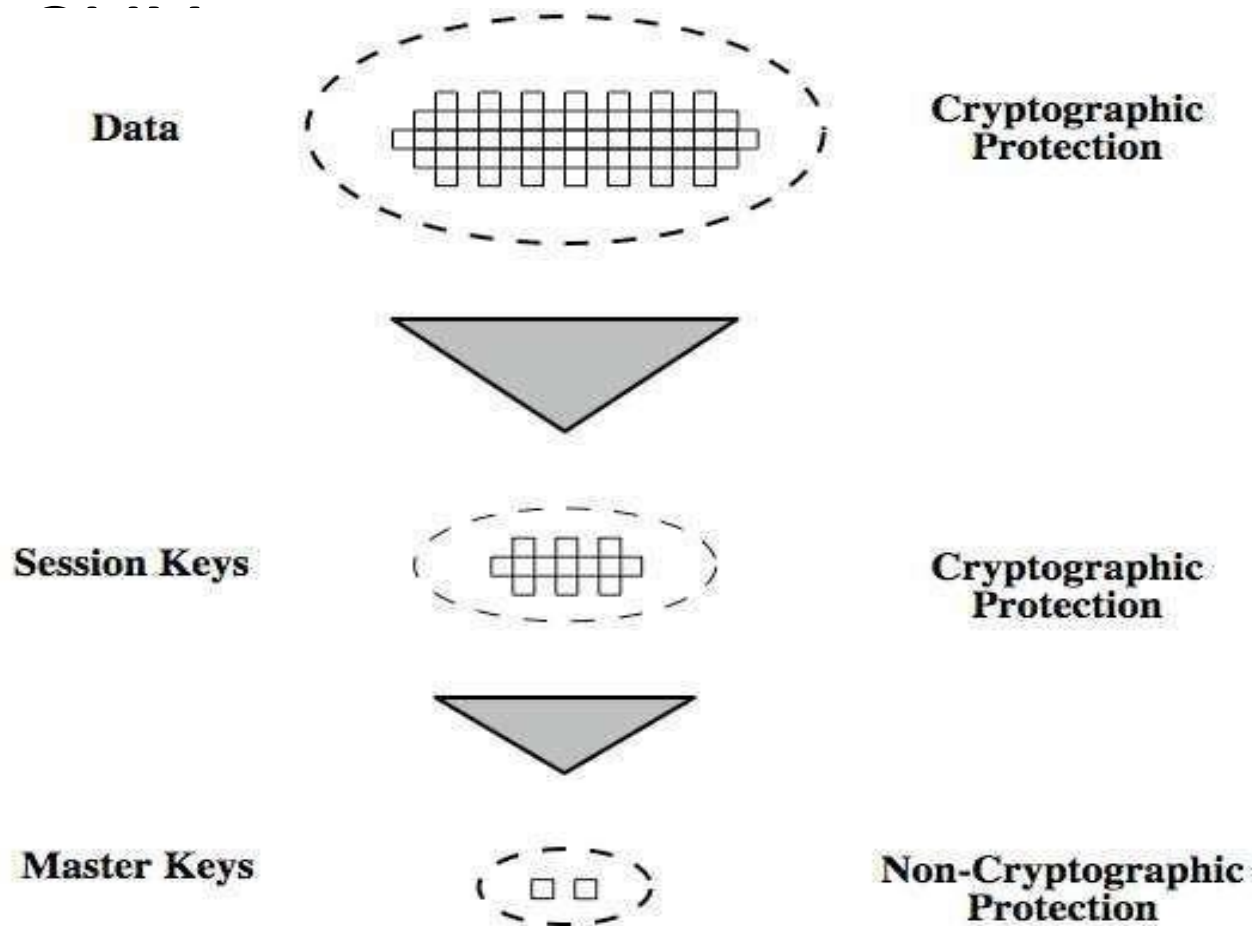 Data
Cryptographic
Protection
Session Keys
Cryptographic
Protection
Master Keys
Non-Cryptographic
Protection